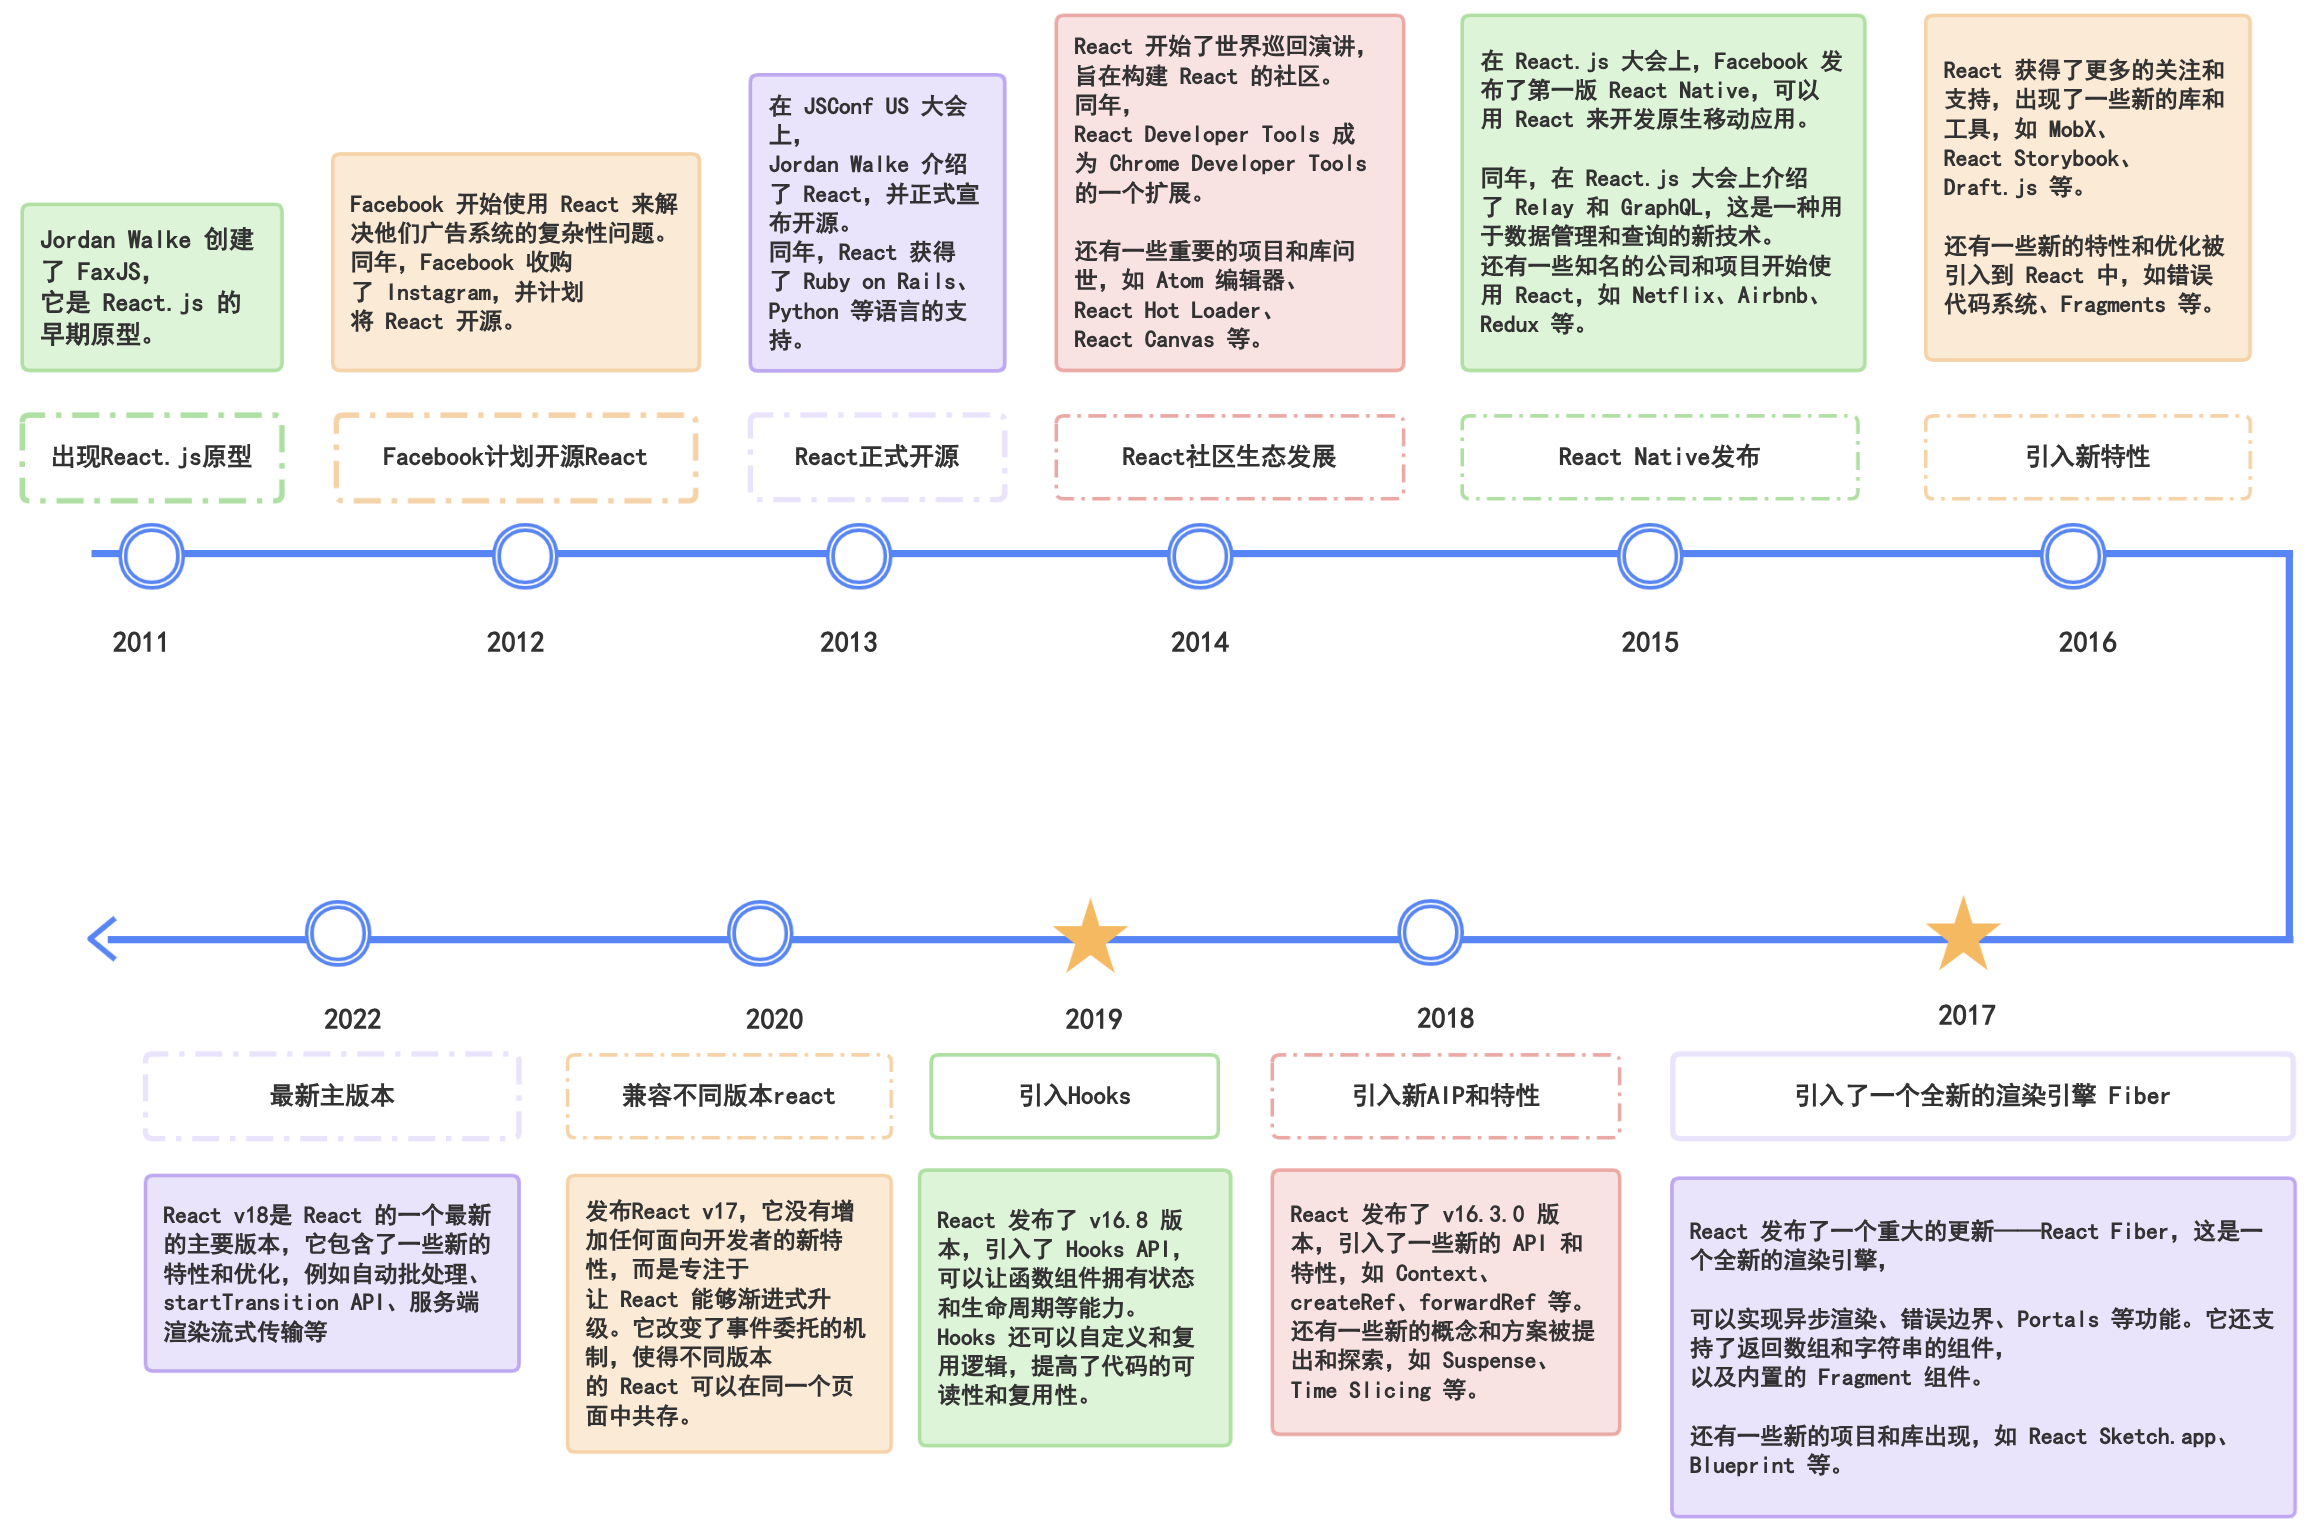 Jordan Walke 创建
了 FaxJS，
它是 React.js 的
早期原型。
Facebook 开始使用 React 来解
决他们广告系统的复杂性问题。
同年，Facebook 收购
了 Instagram，并计划
将 React 开源。
在 JSConf US 大会
上，
Jordan Walke 介绍
了 React，并正式宣
布开源。
同年，React 获得
了 Ruby on Rails、
Python 等语言的支
持。
React 开始了世界巡回演讲，
旨在构建 React 的社区。
同年，
React Developer Tools 成
为 Chrome Developer Tools
的一个扩展。
还有一些重要的项目和库问
世，如 Atom 编辑器、
React Hot Loader、
React Canvas 等。
在 React.js 大会上，Facebook 发
布了第一版 React Native，可以
用 React 来开发原生移动应用。
同年，在 React.js 大会上介绍
了 Relay 和 GraphQL，这是一种用
于数据管理和查询的新技术。
还有一些知名的公司和项目开始使
用 React，如 Netflix、Airbnb、
Redux 等。
React 获得了更多的关注和
支持，出现了一些新的库和
工具，如 MobX、
React Storybook、
Draft.js 等。
还有一些新的特性和优化被
引入到 React 中，如错误
代码系统、Fragments 等。
出现React.js原型
Facebook计划开源React
React正式开源
React社区生态发展
React Native发布
引入新特性
2011
2012
2013
2014
2015
2016
2022
2020
2019
2018
2017
最新主版本
兼容不同版本react
引入Hooks
引入新AIP和特性
引入了一个全新的渲染引擎 Fiber
React v18是 React 的一个最新
的主要版本，它包含了一些新的
特性和优化，例如自动批处理、
startTransition API、服务端
渲染流式传输等
发布React v17，它没有增
加任何面向开发者的新特
性，而是专注于
让 React 能够渐进式升
级。它改变了事件委托的机
制，使得不同版本
的 React 可以在同一个页
面中共存。
React 发布了 v16.8 版
本，引入了 Hooks API，
可以让函数组件拥有状态
和生命周期等能力。
Hooks 还可以自定义和复
用逻辑，提高了代码的可
读性和复用性。
React 发布了 v16.3.0 版
本，引入了一些新的 API 和
特性，如 Context、
createRef、forwardRef 等。
还有一些新的概念和方案被提
出和探索，如 Suspense、
Time Slicing 等。
React 发布了一个重大的更新——React Fiber，这是一
个全新的渲染引擎，
可以实现异步渲染、错误边界、Portals 等功能。它还支
持了返回数组和字符串的组件，
以及内置的 Fragment 组件。
还有一些新的项目和库出现，如 React Sketch.app、
Blueprint 等。